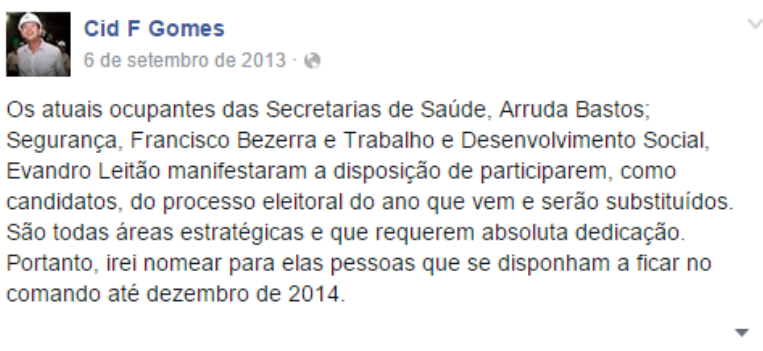 Cid F Gomes
6 de setembro de 2013 ·
Os atuais ocupantes das Secretarias de Saúde, Arruda Bastos;
Segurança, Francisco Bezerra e Trabalho e Desenvolvimento Social,
Evandro Leitão manifestaram a disposição de participarem, como
candidatos, do processo eleitoral do ano que vem e serão substituídos.
São todas áreas estratégicas e que requerem absoluta dedicação.
Portanto, irei nomear para elas pessoas que se disponham a ficar no
comando até dezembro de 2014.